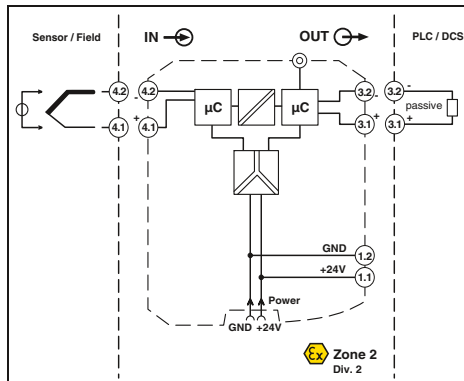 Sensor / Field
IN
OUT
PLC / DCS
4.2
- 4.2
3.2 -
3.2 -
µC
µC
passive
4.1
+ 4.1
3.1 +
3.1 +
GND
1.2
+24V
1.1
Power
GND +24V
Ex Zone 2
Div. 2